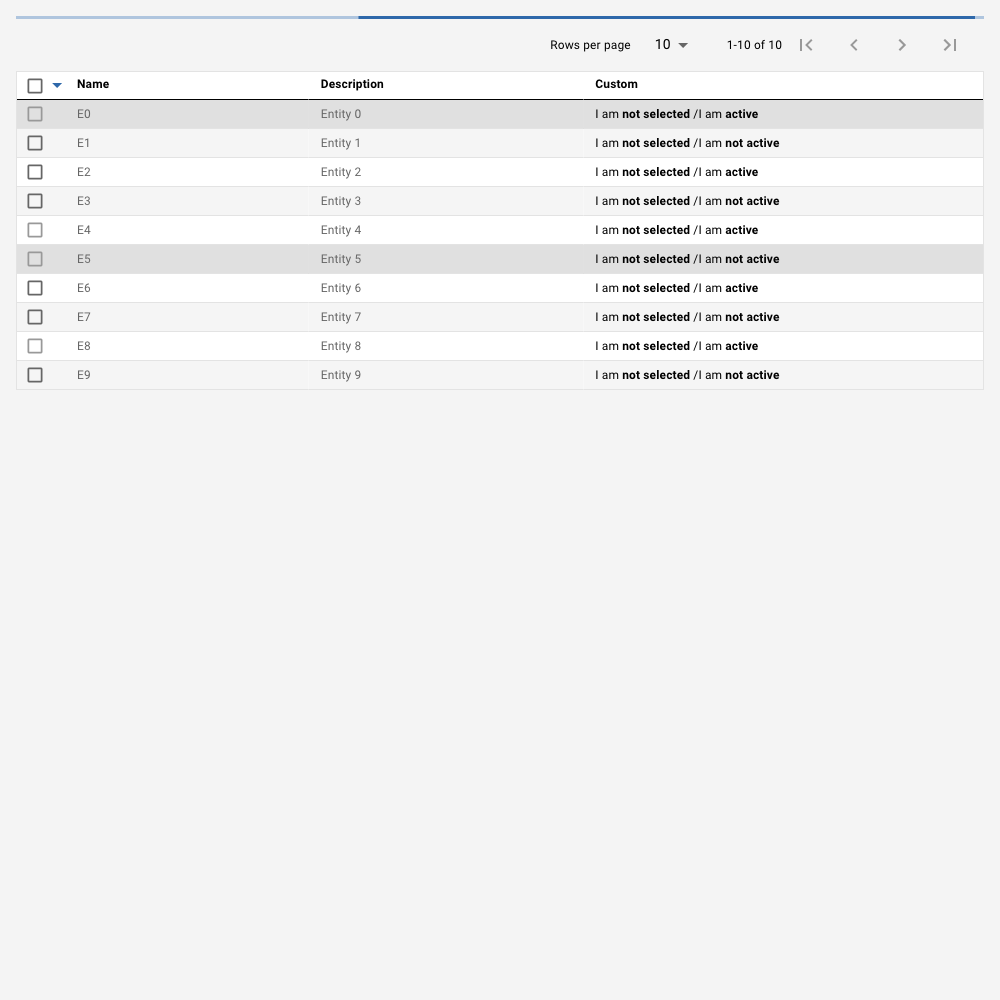 Rows per page 10 1-10 of 10
Name Description Custom
E0 Entity 0 I am not selected /I am active
E1 Entity 1 I am not selected /I am not active
E2 Entity 2 I am not selected /I am active
E3 Entity 3 I am not selected /I am not active
E4 Entity 4 I am not selected /I am active
E5 Entity 5 I am not selected /I am not active
E6 Entity 6 I am not selected /I am active
E7 Entity 7 I am not selected /I am not active
E8 Entity 8 I am not selected /I am active
E9 Entity 9 I am not selected /I am not active